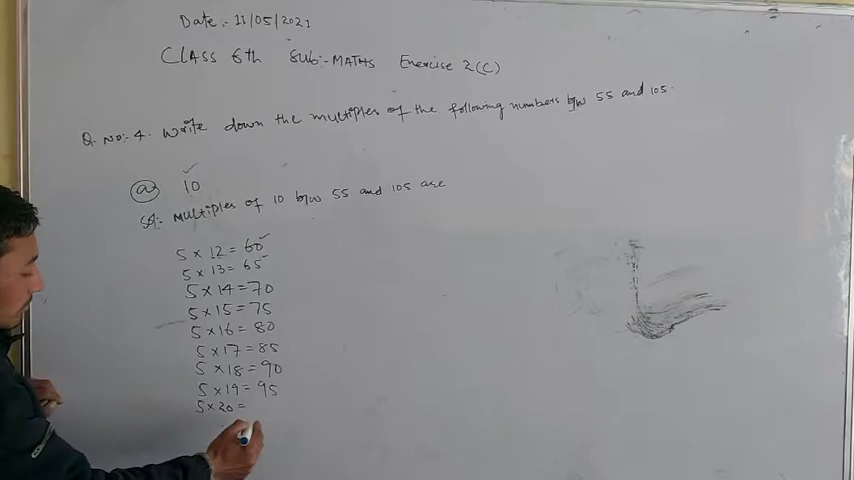 Date:- 11/05/2021
CLASS 6th Sub:- MATHS Exercise 2(C)
Q. No:- 4. Write down the multiples of the following numbers b/w 55 and 105.
(a) 10
Sol:- Multiples of 10 b/w 55 and 105 are
5 × 12 = 60
5 × 13 = 65
5 × 14 = 70
5 × 15 = 75
5 × 16 = 80
5 × 17 = 85
5 × 18 = 90
5 × 19 = 95
5 × 20 =